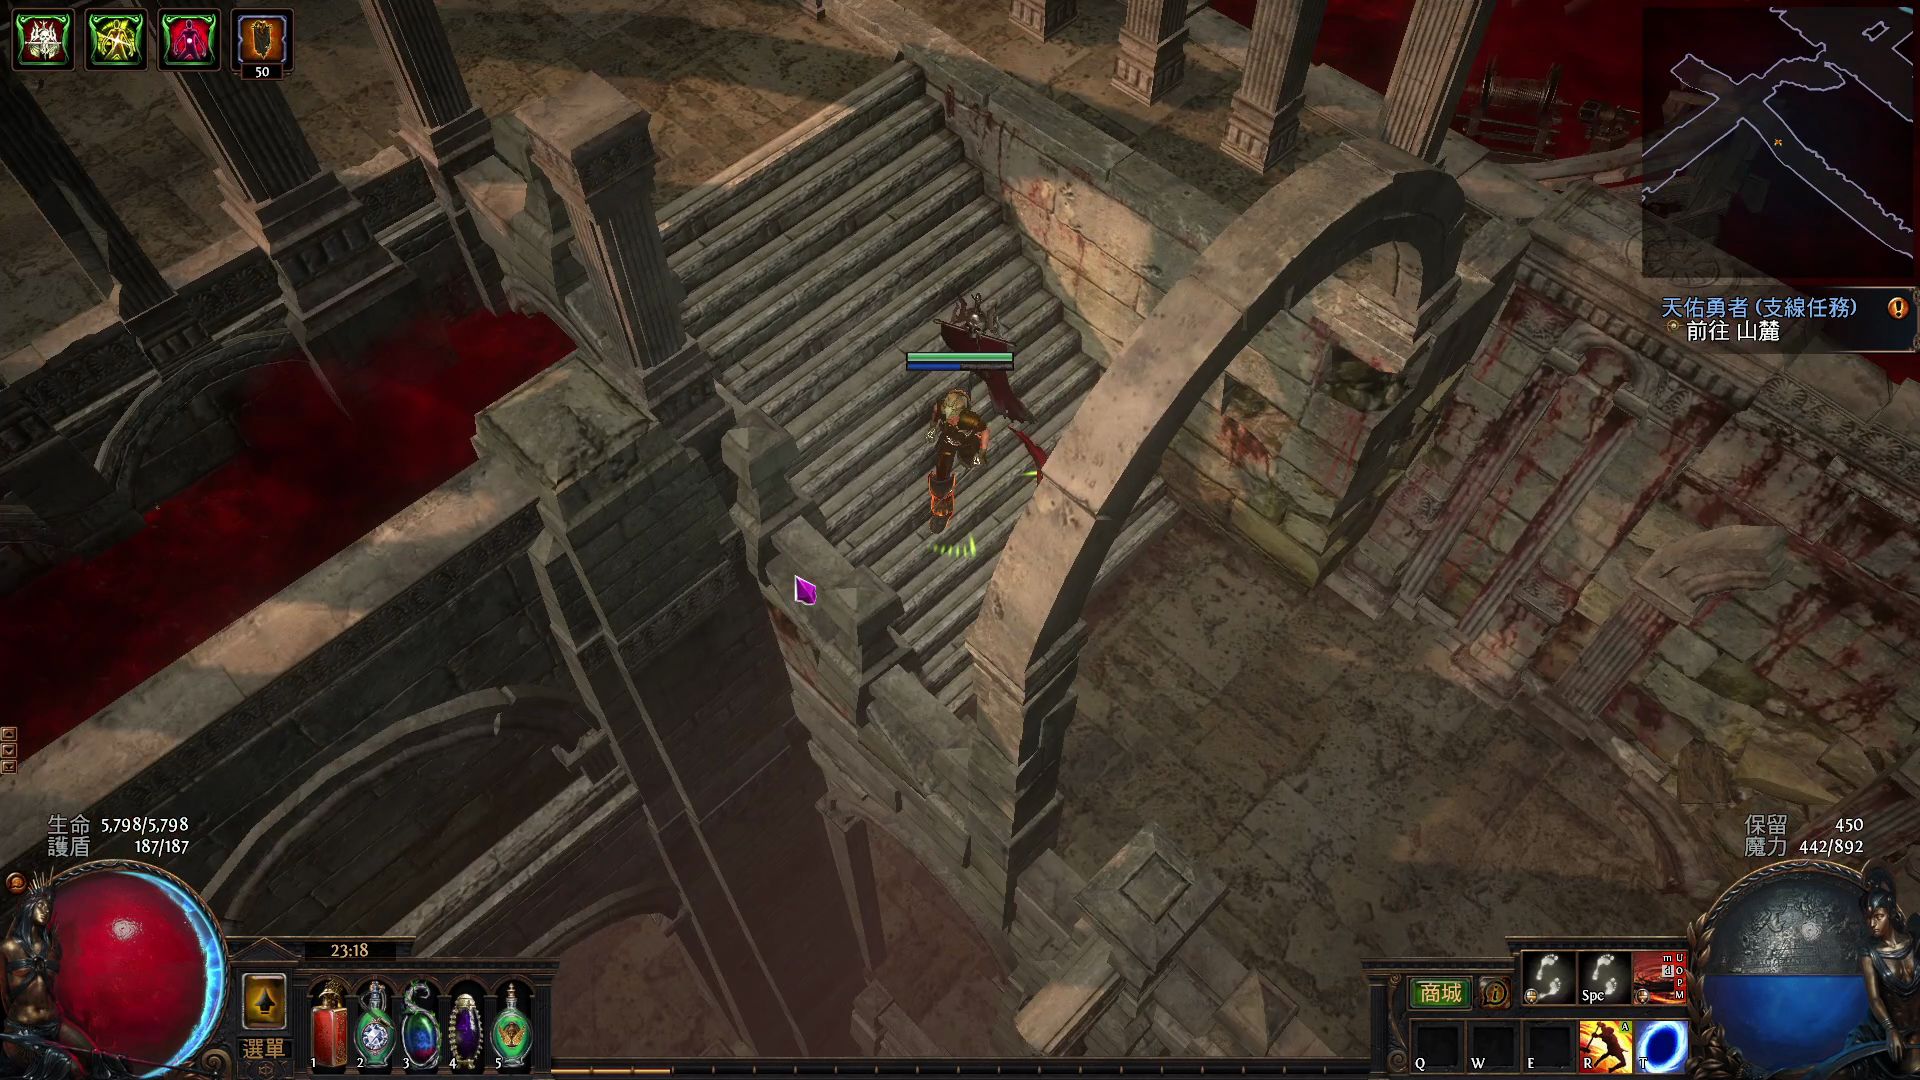 50
天佑勇者 (支線任務)
前往 山麓
生命 5,798/5,798
護盾 187/187
保留 450
魔力 442/892
23:18
選單
1 2 3 4 5
商城
Spc
m
U
d
o
P
M
Q W E R A T